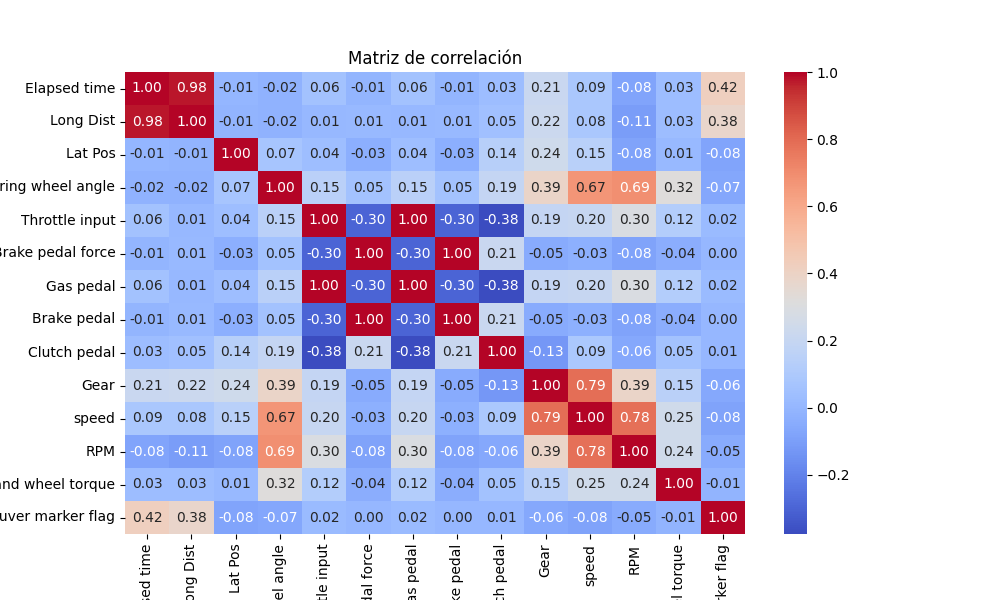 Matriz de correlación
Elapsed time 1.00 0.98 -0.01 -0.02 0.06 -0.01 0.06 -0.01 0.03 0.21 0.09 -0.08 0.03 0.42
Long Dist 0.98 1.00 -0.01 -0.02 0.01 0.01 0.01 0.01 0.05 0.22 0.08 -0.11 0.03 0.38
Lat Pos -0.01 -0.01 1.00 0.07 0.04 -0.03 0.04 -0.03 0.14 0.24 0.15 -0.08 0.01 -0.08
ring wheel angle -0.02 -0.02 0.07 1.00 0.15 0.05 0.15 0.05 0.19 0.39 0.67 0.69 0.32 -0.07
Throttle input 0.06 0.01 0.04 0.15 1.00 -0.30 1.00 -0.30 -0.38 0.19 0.20 0.30 0.12 0.02
Brake pedal force -0.01 0.01 -0.03 0.05 -0.30 1.00 -0.30 1.00 0.21 -0.05 -0.03 -0.08 -0.04 0.00
Gas pedal 0.06 0.01 0.04 0.15 1.00 -0.30 1.00 -0.30 -0.38 0.19 0.20 0.30 0.12 0.02
Brake pedal -0.01 0.01 -0.03 0.05 -0.30 1.00 -0.30 1.00 0.21 -0.05 -0.03 -0.08 -0.04 0.00
Clutch pedal 0.03 0.05 0.14 0.19 -0.38 0.21 -0.38 0.21 1.00 -0.13 0.09 -0.06 0.05 0.01
Gear 0.21 0.22 0.24 0.39 0.19 -0.05 0.19 -0.05 -0.13 1.00 0.79 0.39 0.15 -0.06
speed 0.09 0.08 0.15 0.67 0.20 -0.03 0.20 -0.03 0.09 0.79 1.00 0.78 0.25 -0.08
RPM -0.08 -0.11 -0.08 0.69 0.30 -0.08 0.30 -0.08 -0.06 0.39 0.78 1.00 0.24 -0.05
and wheel torque 0.03 0.03 0.01 0.32 0.12 -0.04 0.12 -0.04 0.05 0.15 0.25 0.24 1.00 -0.01
uver marker flag 0.42 0.38 -0.08 -0.07 0.02 0.00 0.02 0.00 0.01 -0.06 -0.08 -0.05 -0.01 1.00
sed time
ong Dist
Lat Pos
el angle
tle input
dal force
as pedal
ke pedal
ch pedal
Gear
speed
RPM
l torque
rker flag
1.0
0.8
0.6
0.4
0.2
0.0
−0.2